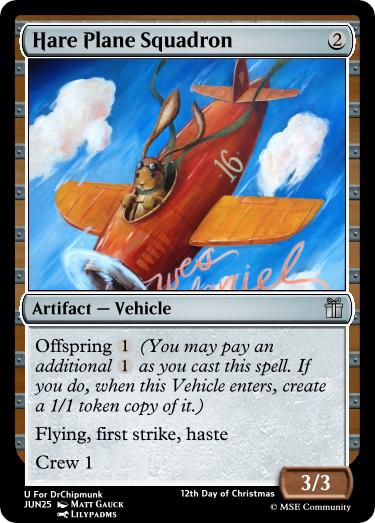 Hare Plane Squadron 2
16
wes
daniel
Artifact — Vehicle
Offspring 1 (You may pay an
additional 1 as you cast this spell. If
you do, when this Vehicle enters, create
a 1/1 token copy of it.)
Flying, first strike, haste
Crew 1
3/3
U For DrChipmunk
12th Day of Christmas
JUN25 Matt Gauck
Lilypadms
© MSE Community